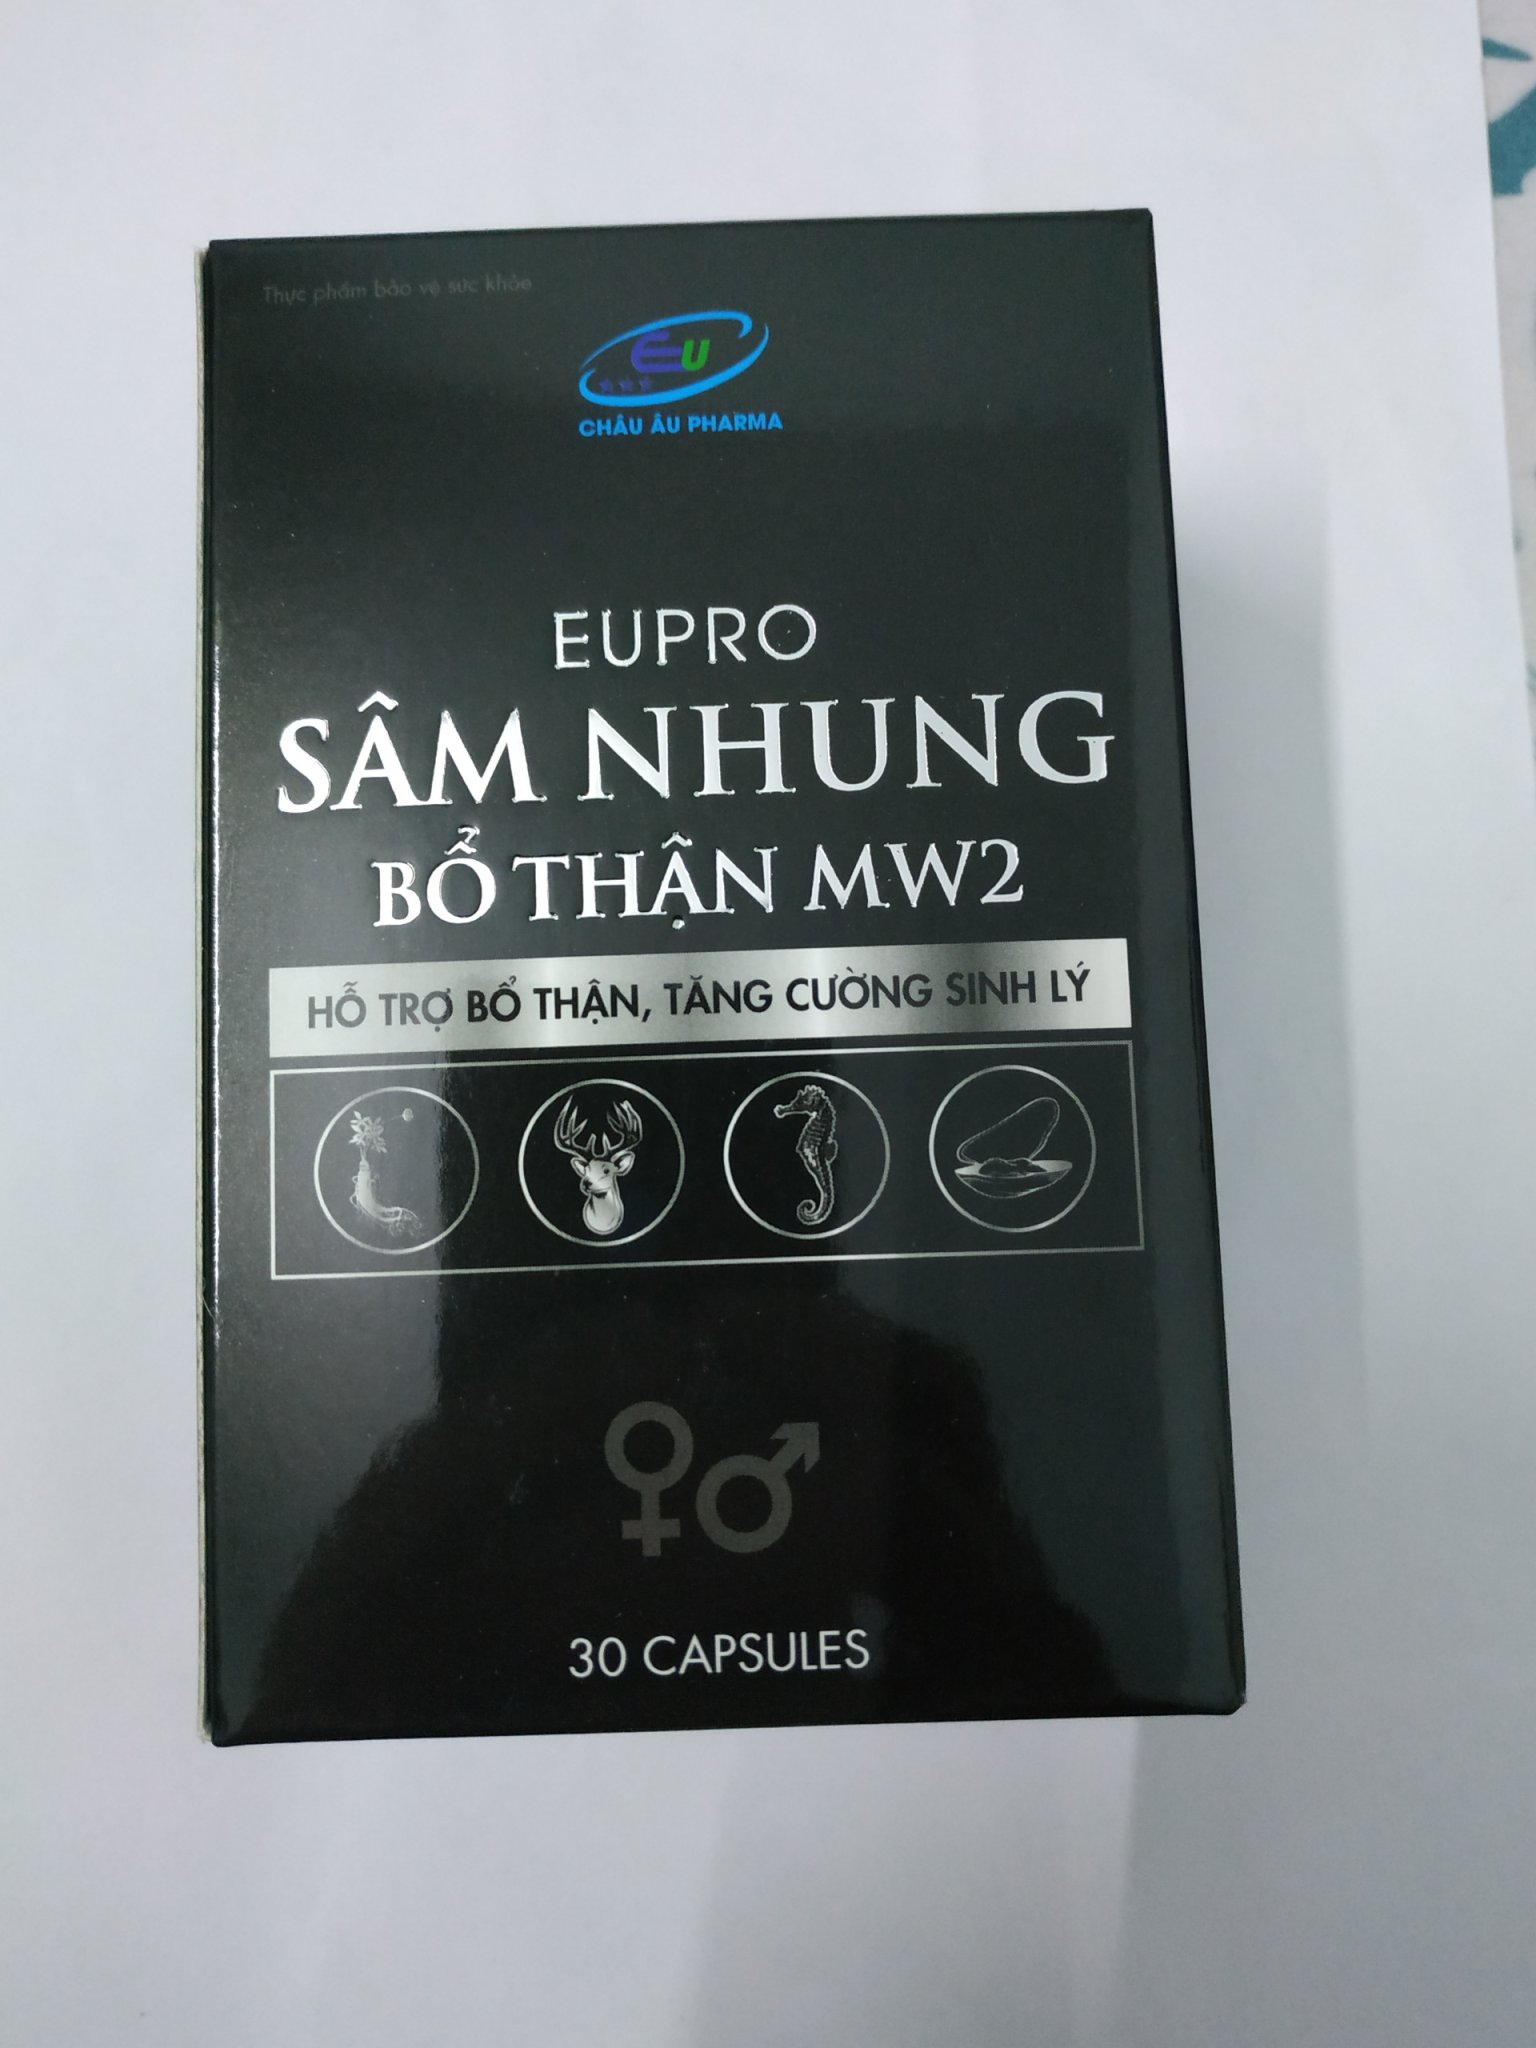 Thực phẩm bảo vệ sức khỏe
EU
CHÂU ÂU PHARMA
EUPRO
SÂM NHUNG
BỔ THẬN MW2
HỖ TRỢ BỔ THẬN, TĂNG CƯỜNG SINH LÝ
30 CAPSULES